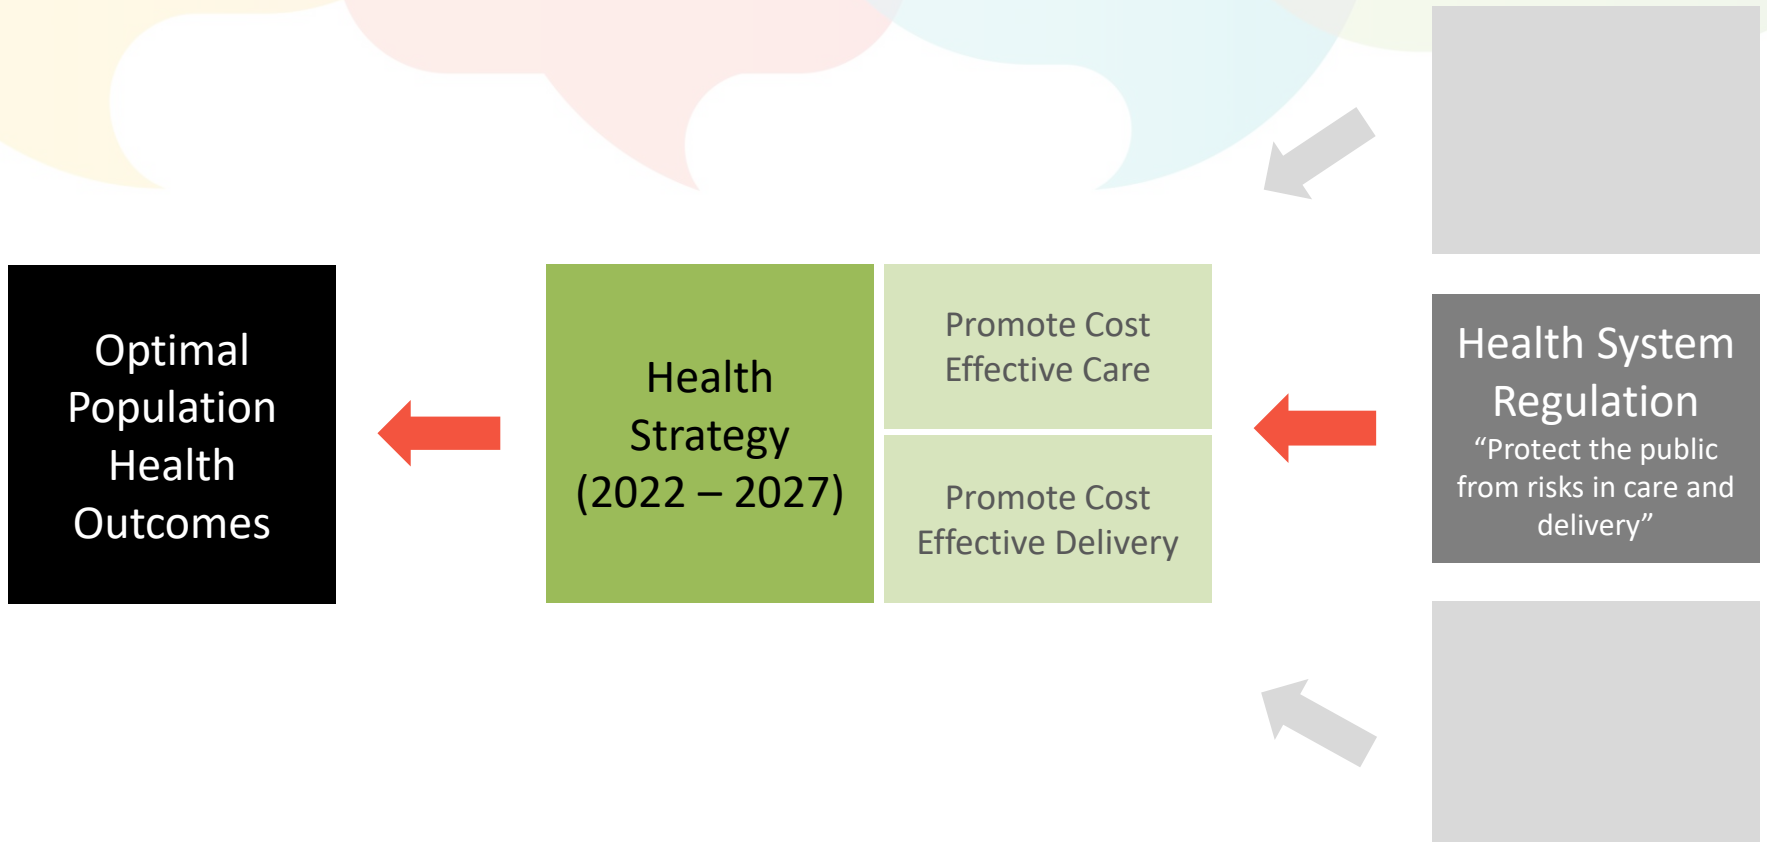 Optimal
Population
Health
Outcomes
Health
Strategy
(2022 – 2027)
Promote Cost
Effective Care
Promote Cost
Effective Delivery
Health System
Regulation
“Protect the public
from risks in care and
delivery”